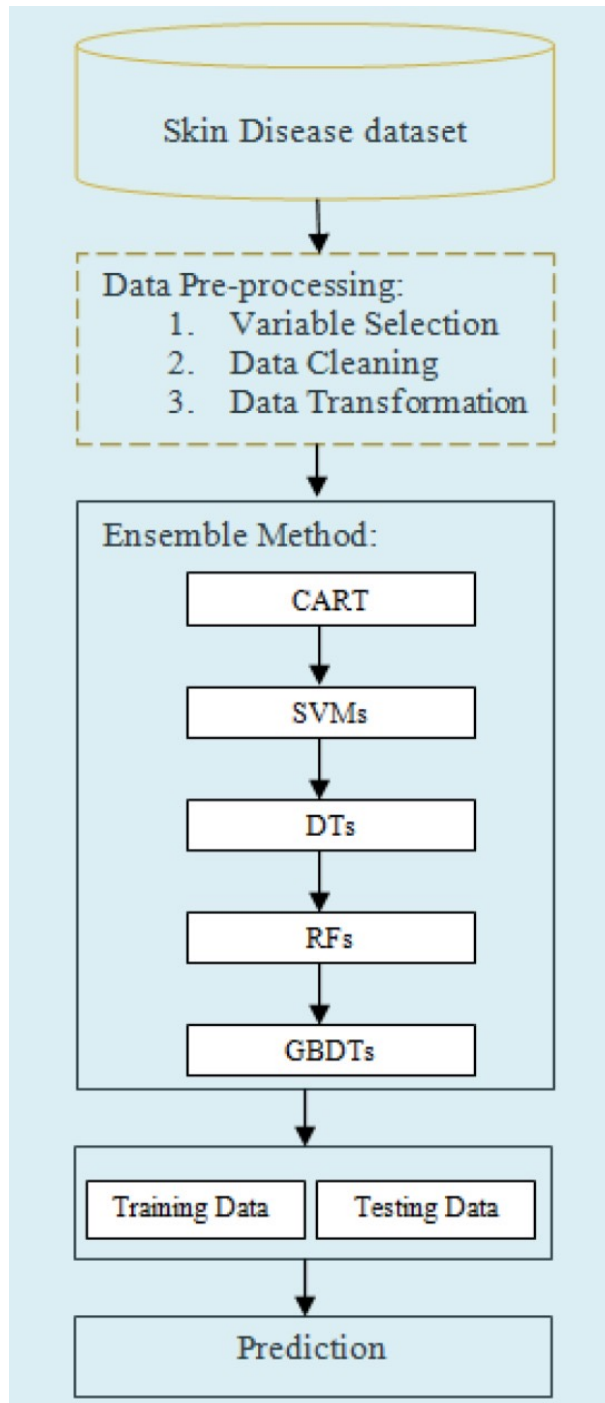 Skin Disease dataset
Data Pre-processing:
1. Variable Selection
2. Data Cleaning
3. Data Transformation
Ensemble Method:
CART
SVMs
DTs
RFs
GBDTs
Training Data
Testing Data
Prediction